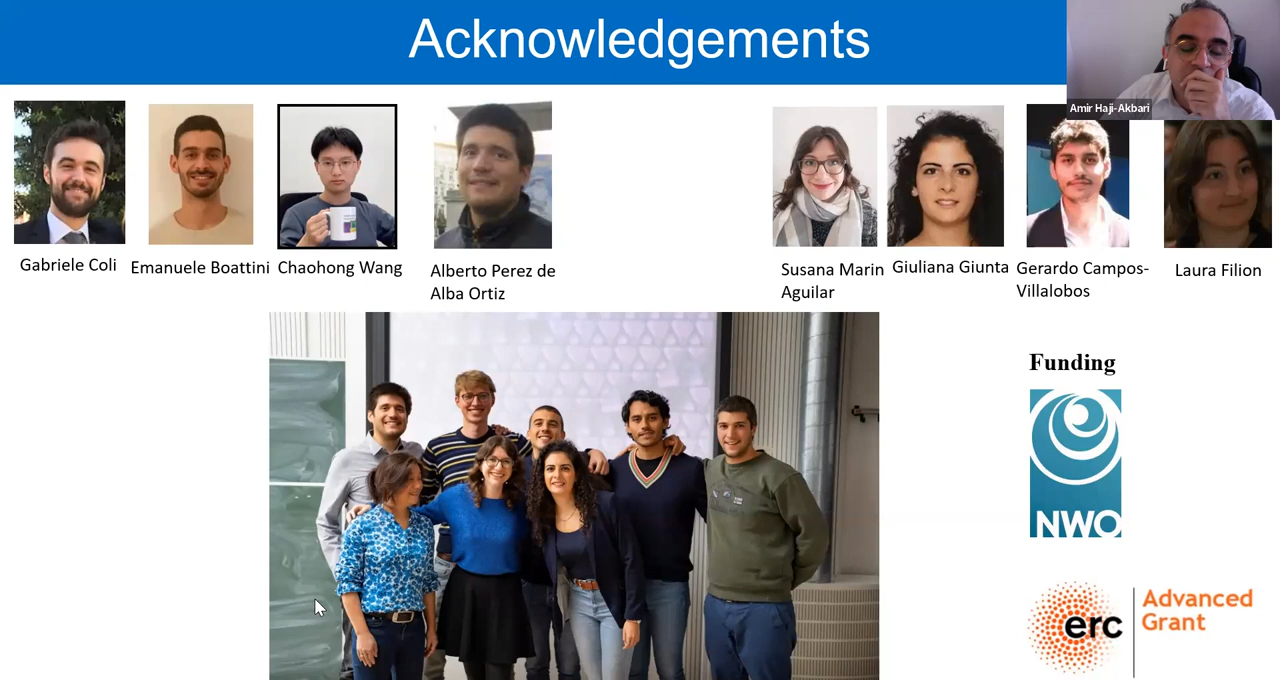 Acknowledgements
Amir Haji-Akbari
Gabriele Coli
Emanuele Boattini
Chaohong Wang
Alberto Perez de
Alba Ortiz
Susana Marin
Aguilar
Giuliana Giunta
Gerardo Campos-
Villalobos
Laura Filion
Funding
NWO
erc
Advanced
Grant